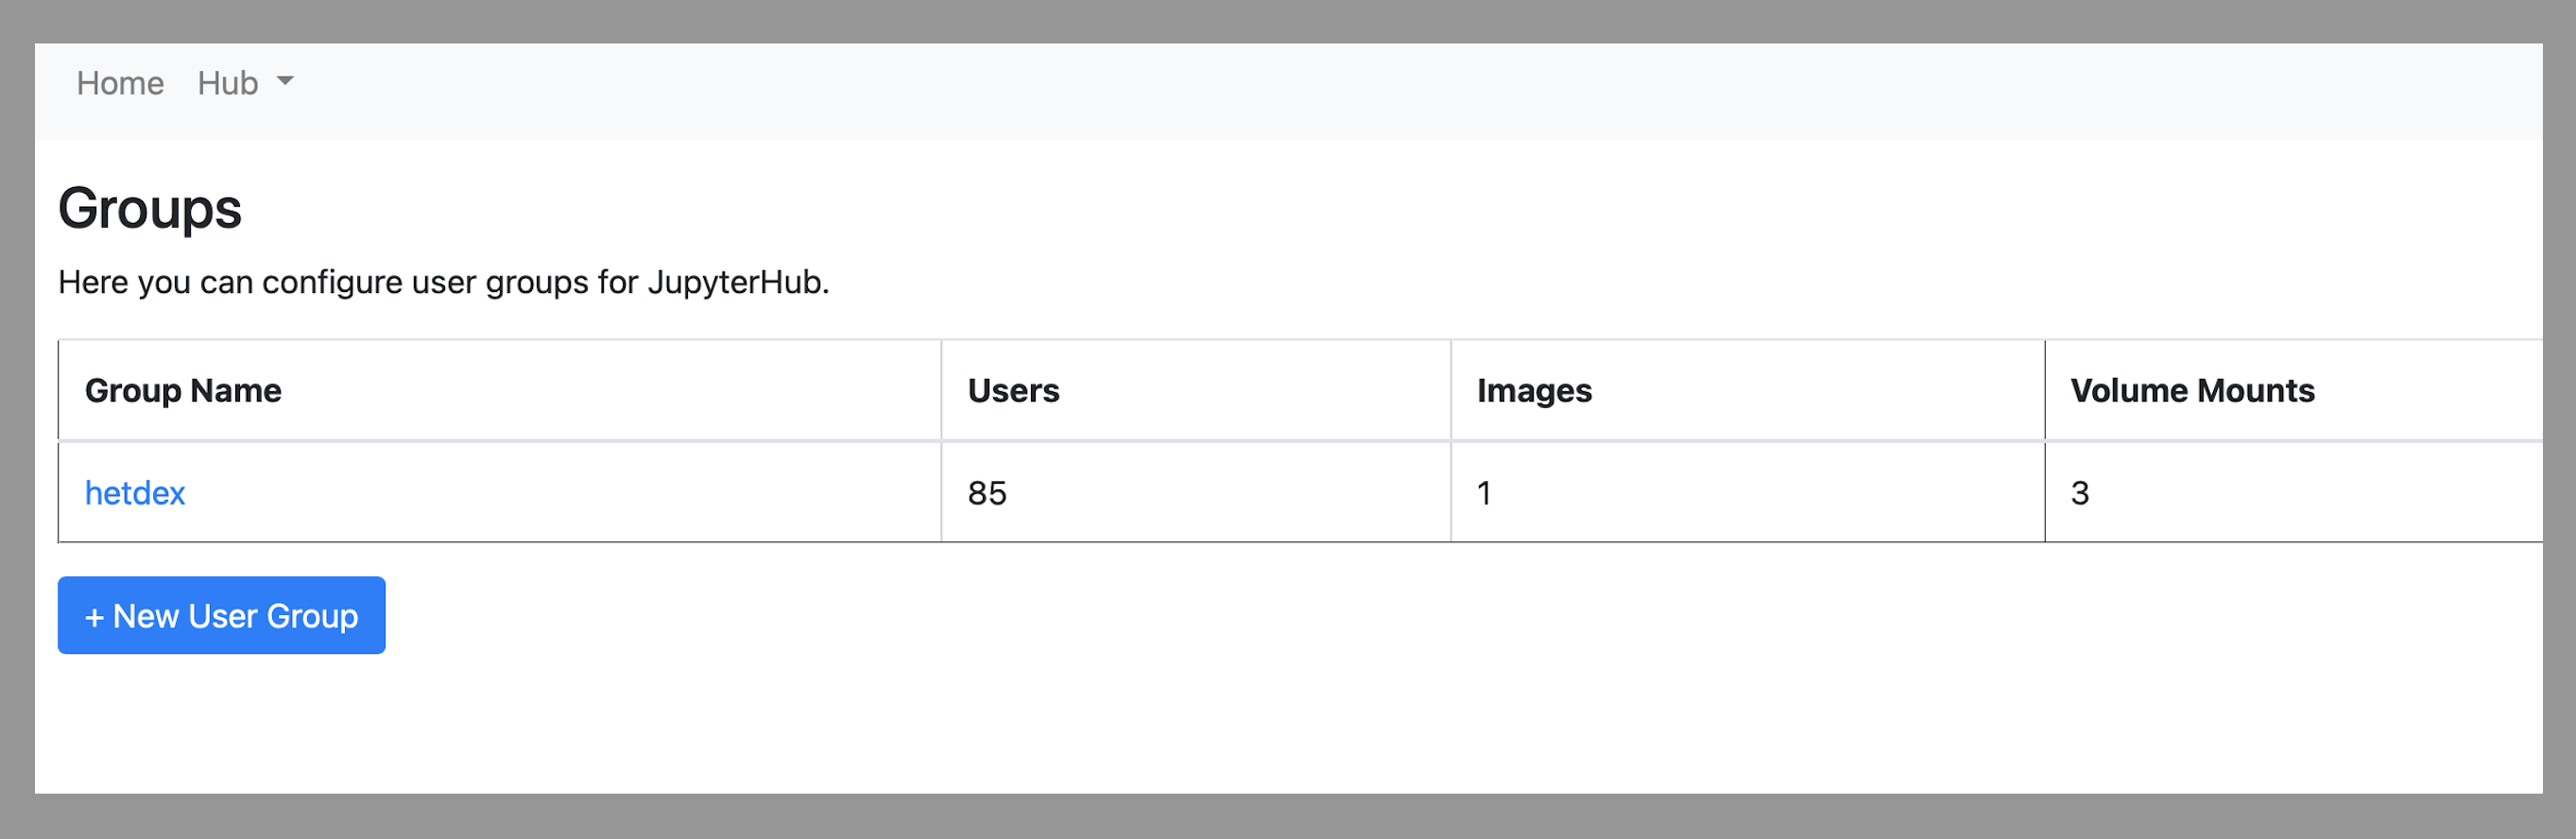 Home Hub
Groups
Here you can configure user groups for JupyterHub.
Group Name Users Images Volume Mounts
hetdex 85 1 3
+ New User Group